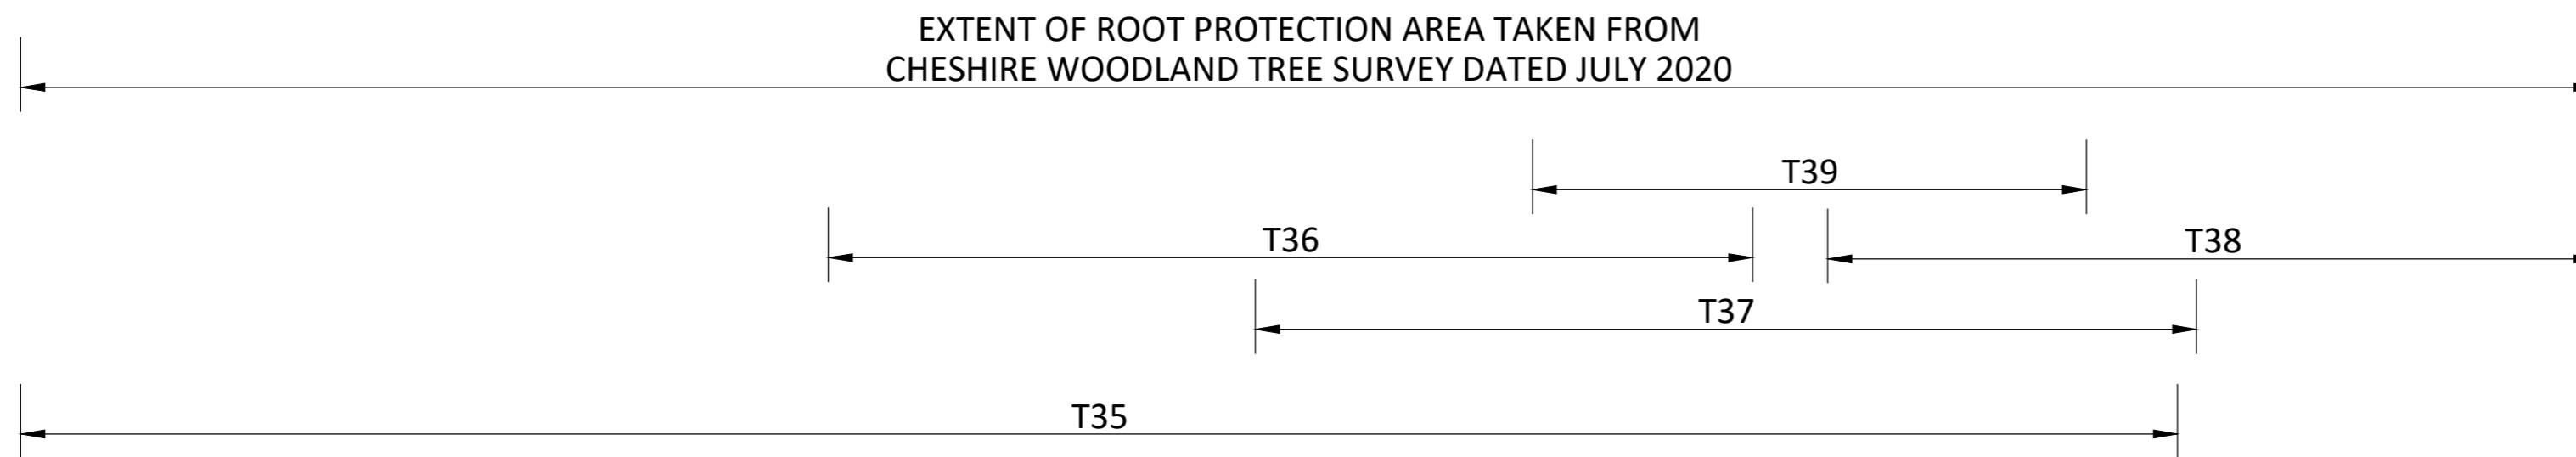 EXTENT OF ROOT PROTECTION AREA TAKEN FROM
CHESHIRE WOODLAND TREE SURVEY DATED JULY 2020
T39
T36
T38
T37
T35